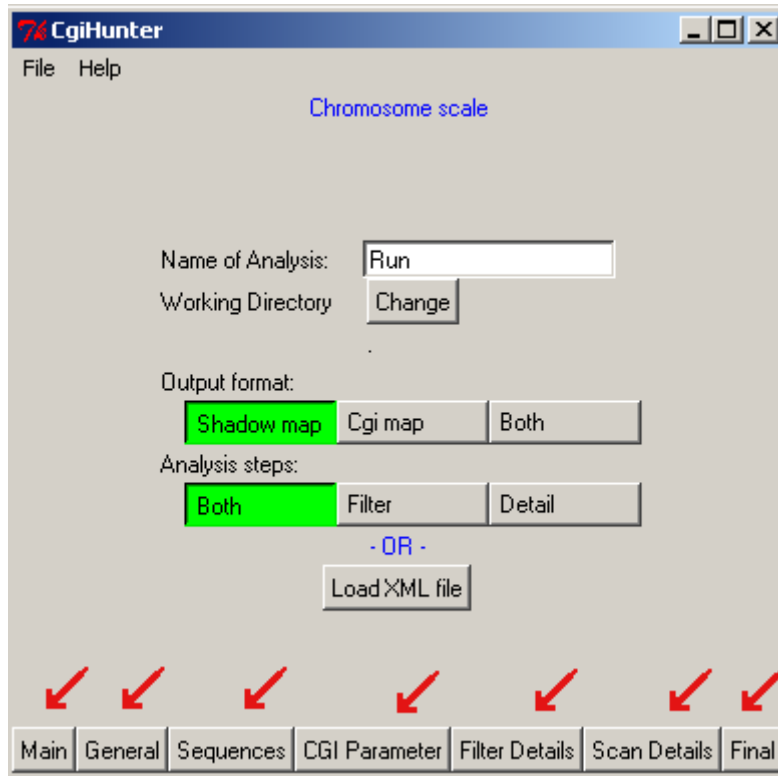 CgiHunter
File Help
Chromosome scale
Name of Analysis: Run
Working Directory Change
.
Output format:
Shadow map Cgi map Both
Analysis steps:
Both Filter Detail
- OR -
Load XML file
Main General Sequences CGI Parameter Filter Details Scan Details Final